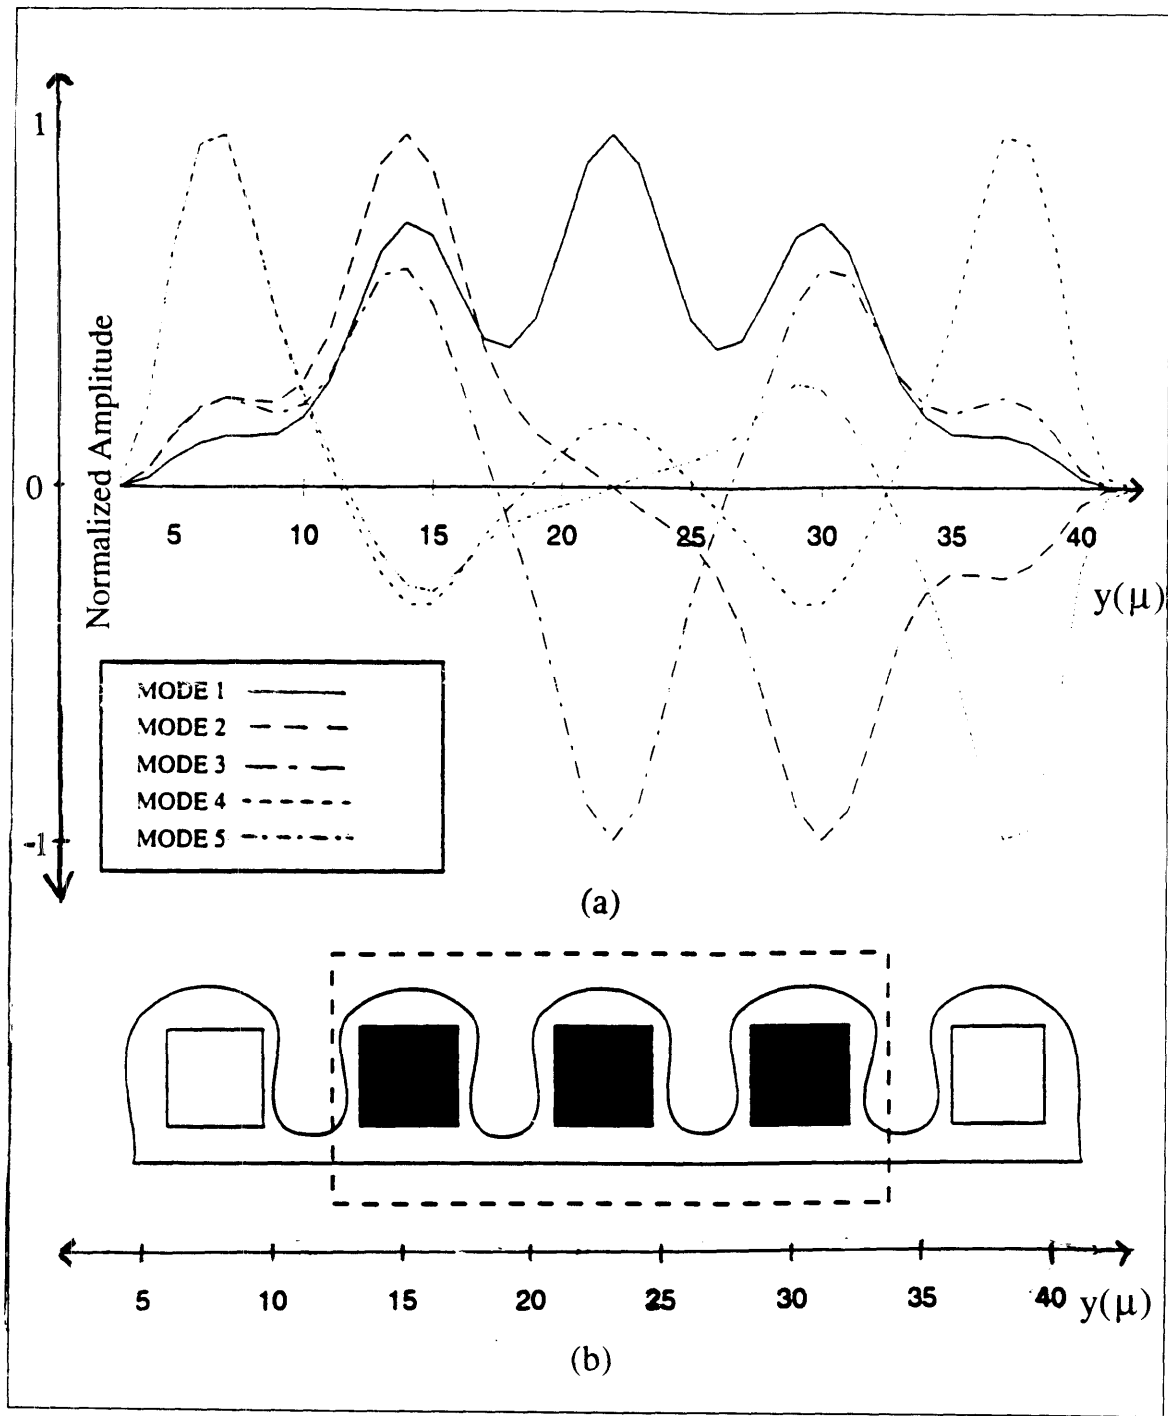 1
Normalized Amplitude
0
5 10 15 20 25 30 35 40
y(μ)
MODE 1
MODE 2
MODE 3
MODE 4
MODE 5
-1
(a)
5 10 15 20 25 30 35 40 y(μ)
(b)